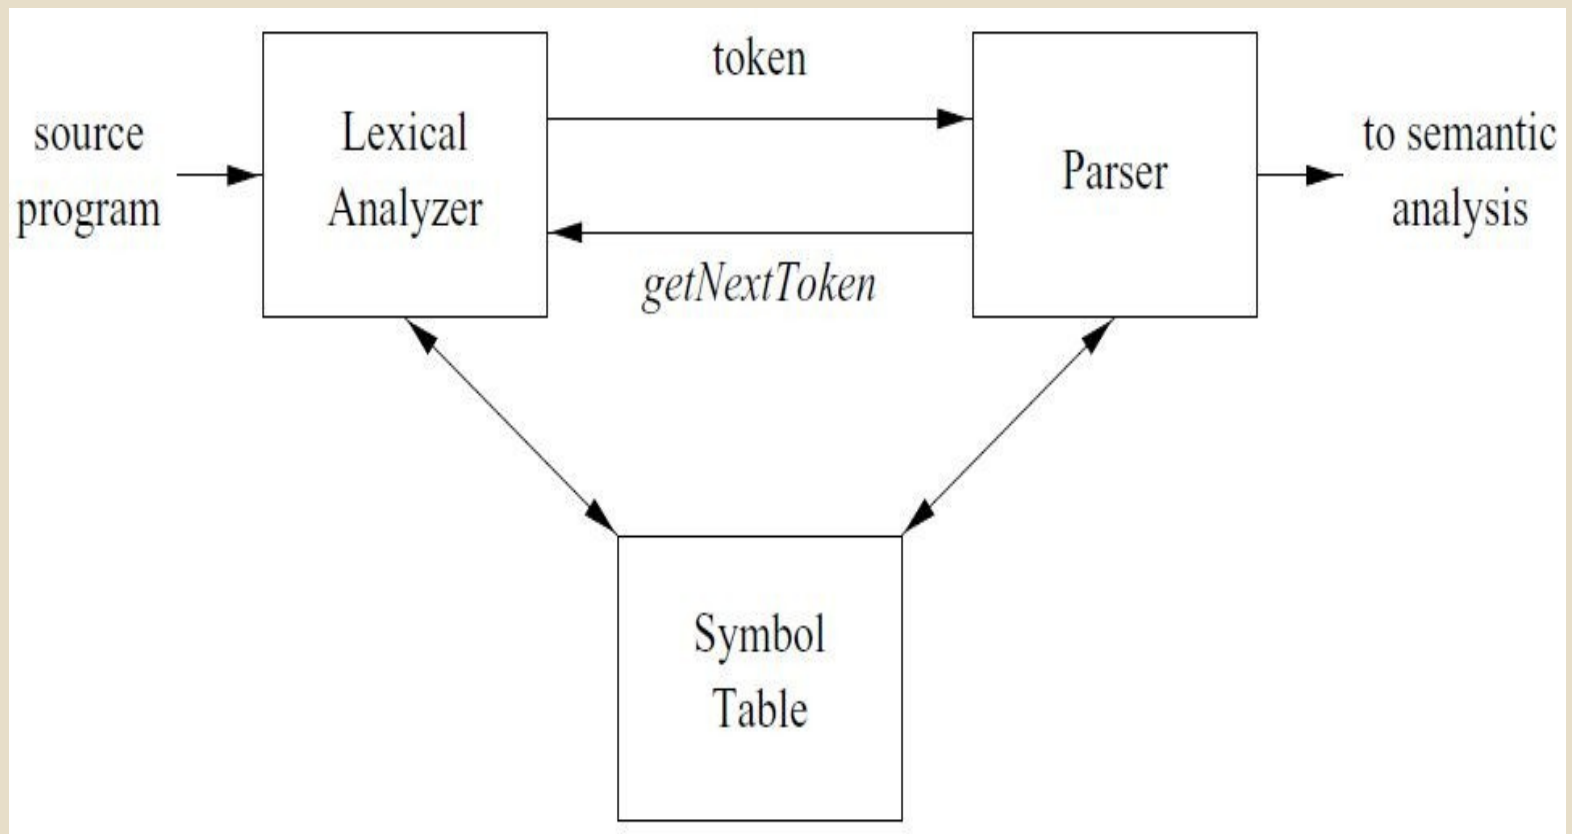 token
source
program
Lexical
Analyzer
Parser
to semantic
analysis
getNextToken
Symbol
Table